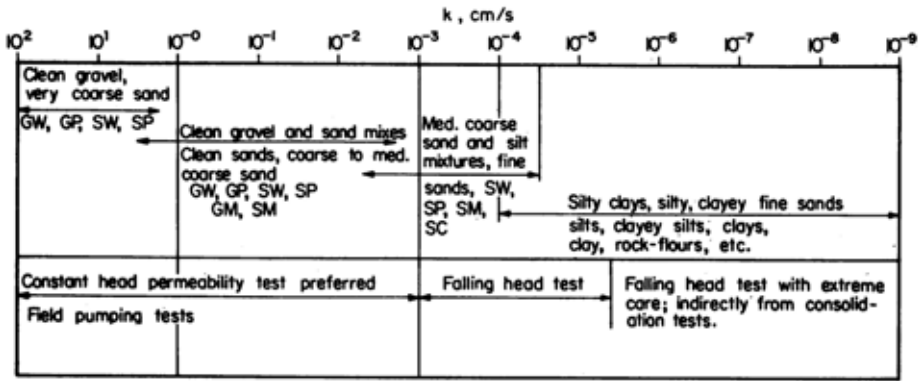 k, cm/s
10² 10¹ 10⁻⁰ 10⁻¹ 10⁻² 10⁻³ 10⁻⁴ 10⁻⁵ 10⁻⁶ 10⁻⁷ 10⁻⁸ 10⁻⁹
Clean gravel,
very coarse sand
GW, GP, SW, SP
Clean gravel and sand mixes
Clean sands, coarse to med.
coarse sand
GW, GP, SW, SP
GM, SM
Med. coarse
sand and silt
mixtures, fine
sands, SW,
SP, SM,
SC
Silty clays, silty, clayey fine sands
silts, clayey silts, clays,
clay, rock-flours, etc.
Constant head permeability test preferred
Field pumping tests
Falling head test
Falling head test with extreme
care; indirectly from consolid-
ation tests.